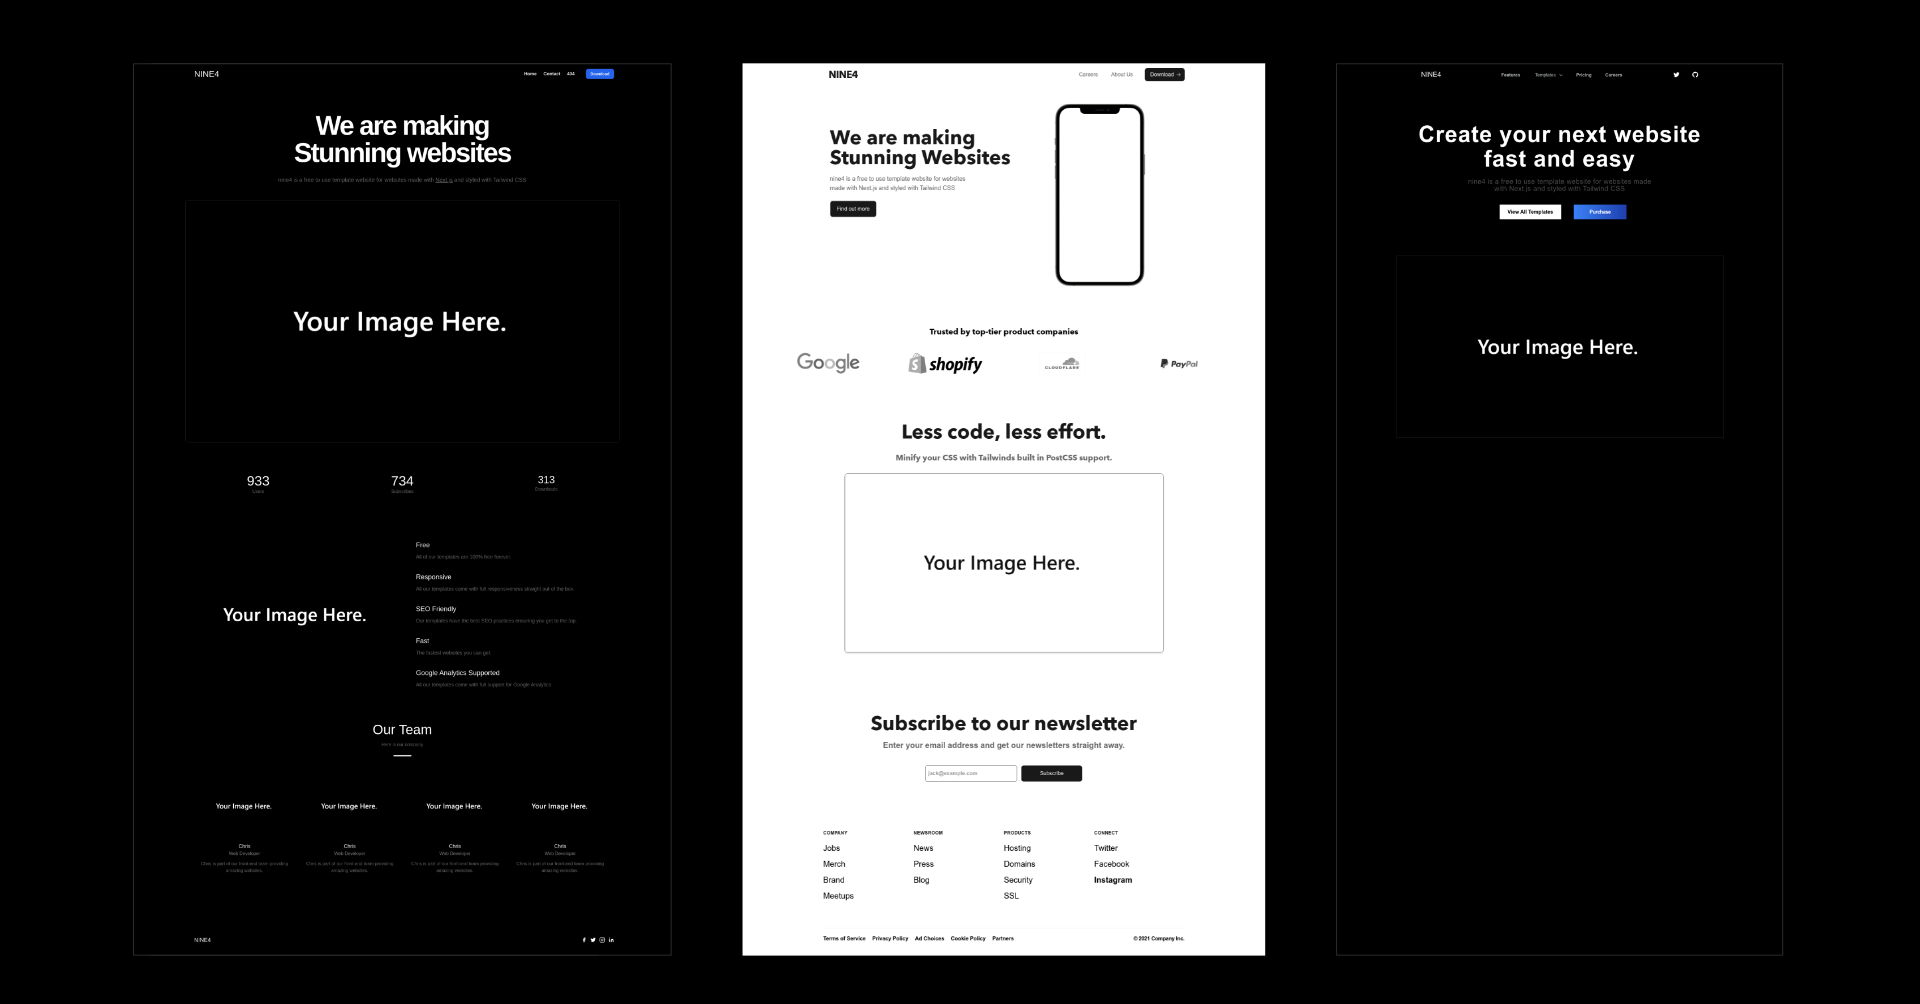 NINE4
Home Contact 404 Download
We are making
Stunning websites
nine4 is a free to use template website for websites made with Next.js and styled with Tailwind CSS
Your Image Here.
933 734 313
Users Subscribers Downloads
Your Image Here.
Free
All of our templates are 100% free forever.
Responsive
All our templates come with full responsiveness straight out of the box.
SEO Friendly
Our templates have the best SEO practices ensuring you get to the top.
Fast
The fastest websites you can get
Google Analytics Supported
All our templates come with full support for Google Analytics
Our Team
Your Image Here. Your Image Here. Your Image Here. Your Image Here.
Chris Chris Chris Chris
Web Developer Web Developer Web Developer Web Developer
Chris is part of our front-end team providing Chris is part of our front-end team providing Chris is part of our front-end team providing Chris is part of our front-end team providing
amazing websites. amazing websites. amazing websites. amazing websites.
NINE4
NINE4
Careers About Us Download →
We are making
Stunning Websites
nine4 is a free to use template website for websites
made with Next.js and styled with Tailwind CSS
Find out more
Trusted by top-tier product companies
Google shopify CLOUDFLARE PayPal
Less code, less effort.
Minify your CSS with Tailwinds built in PostCSS support.
Your Image Here.
Subscribe to our newsletter
Enter your email address and get our newsletters straight away.
jack@example.com Subscribe
COMPANY NEWSROOM PRODUCTS CONNECT
Jobs News Hosting Twitter
Merch Press Domains Facebook
Brand Blog Security Instagram
Meetups SSL
Terms of Service Privacy Policy Ad Choices Cookie Policy Partners © 2021 Company Inc.
NINE4
Features Templates Pricing Careers
Create your next website
fast and easy
nine4 is a free to use template website for websites made
with Next.js and styled with Tailwind CSS
View All Templates Purchase
Your Image Here.